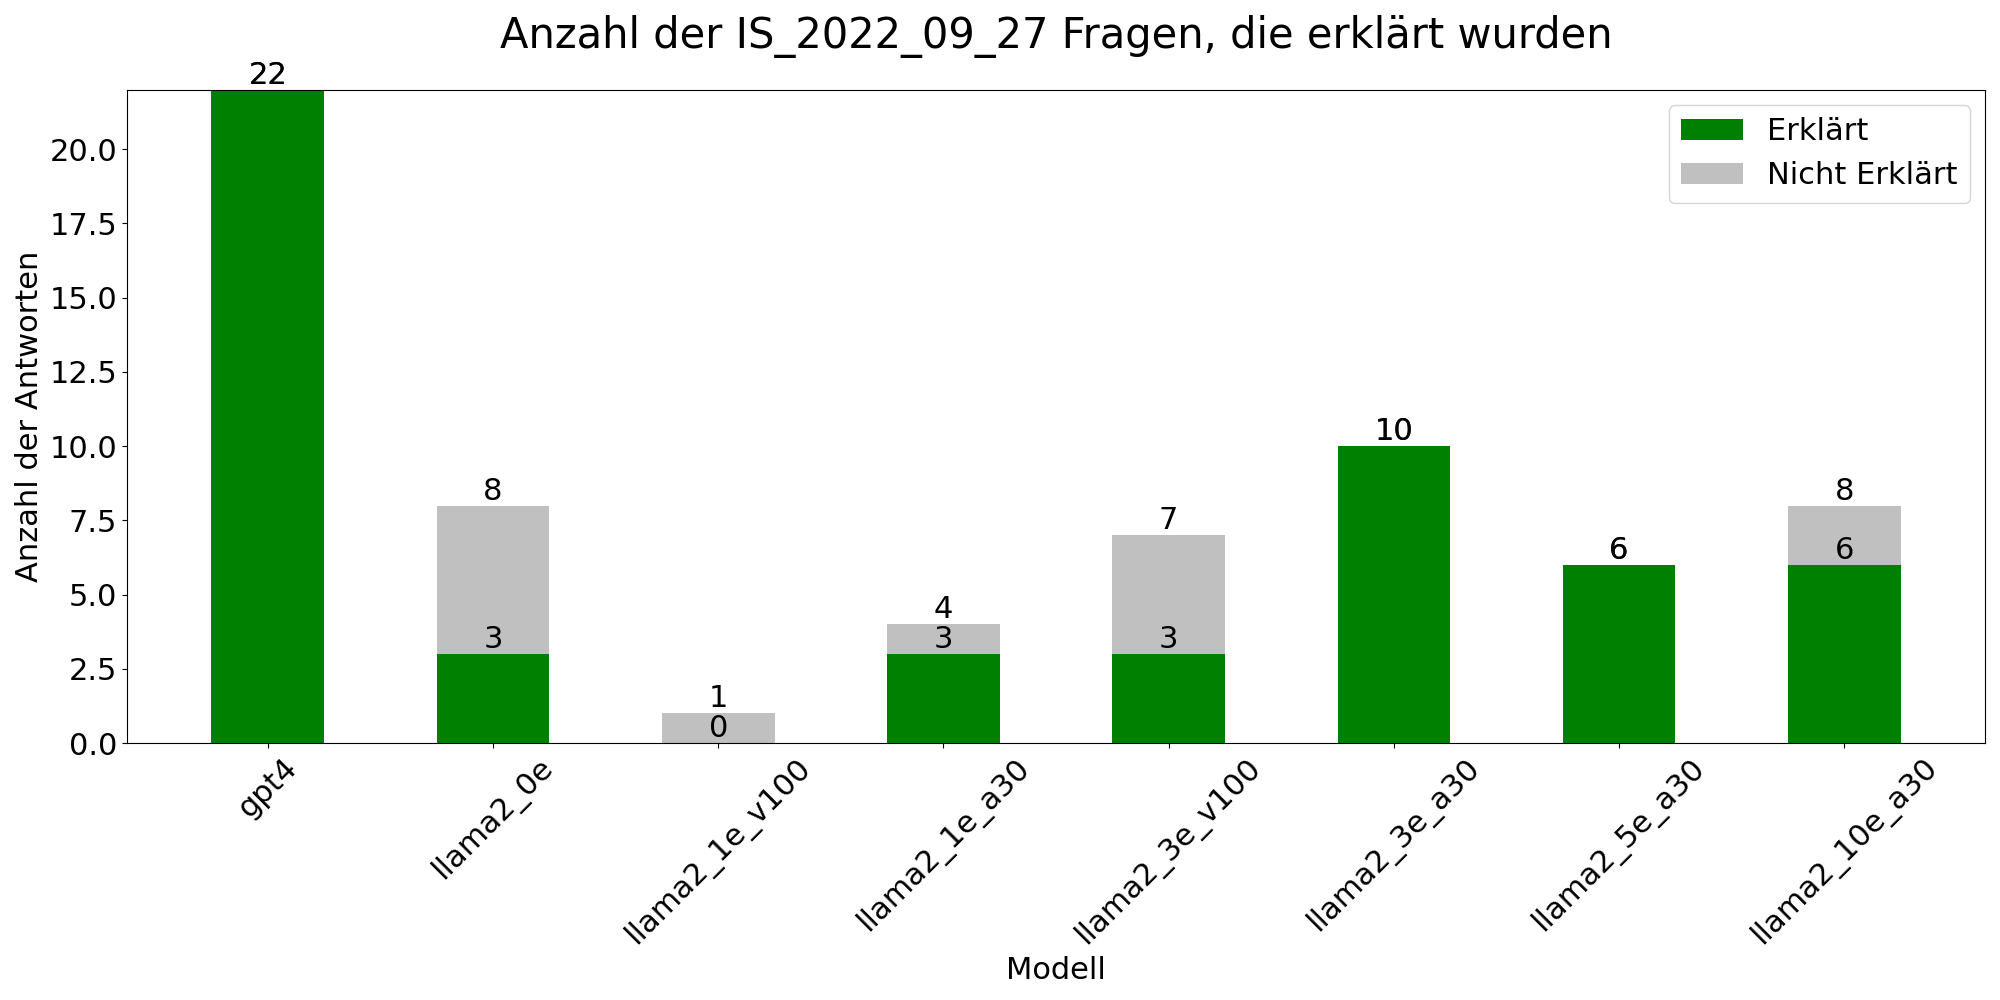 Anzahl der IS_2022_09_27 Fragen, die erklärt wurden
22
20.0
17.5
15.0
12.5
10.0
7.5
5.0
2.5
0.0
Anzahl der Antworten
Erklärt
Nicht Erklärt
8
3
1
0
4
3
7
3
10
6
8
6
gpt4
llama2_0e
llama2_1e_v100
llama2_1e_a30
llama2_3e_v100
llama2_3e_a30
llama2_5e_a30
llama2_10e_a30
Modell